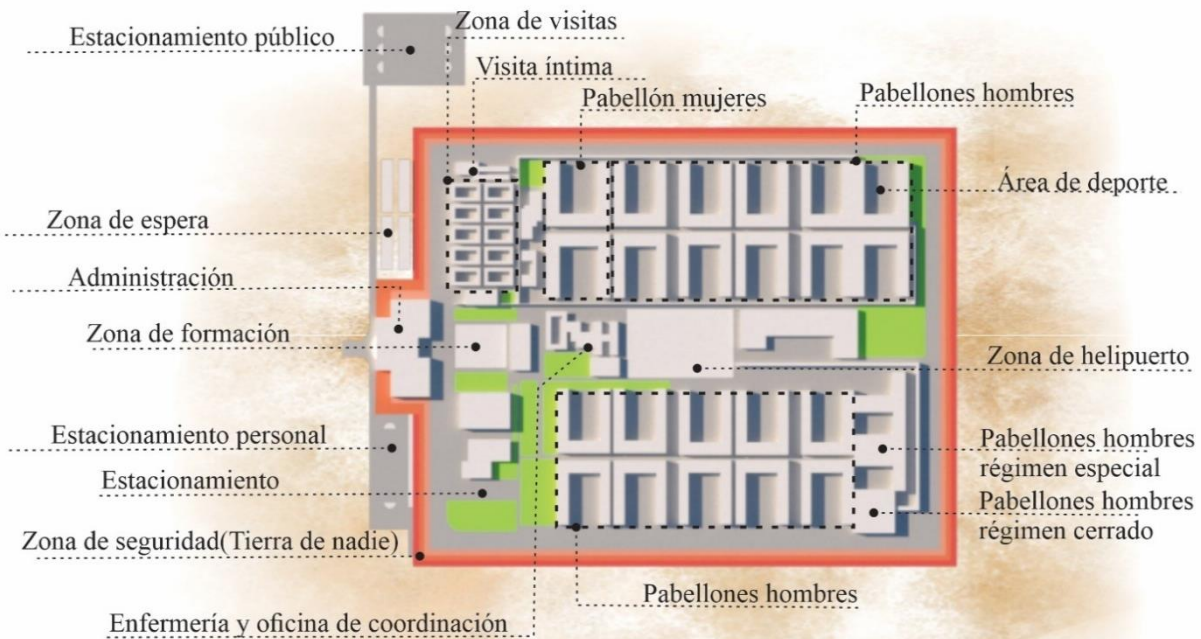 Zona de visitas
Estacionamiento público
Visita íntima
Pabellón mujeres
Pabellones hombres
Área de deporte
Zona de espera
Administración
Zona de formación
Zona de helipuerto
Estacionamiento personal
Pabellones hombres
régimen especial
Estacionamiento
Pabellones hombres
régimen cerrado
Zona de seguridad(Tierra de nadie)
Pabellones hombres
Enfermería y oficina de coordinación